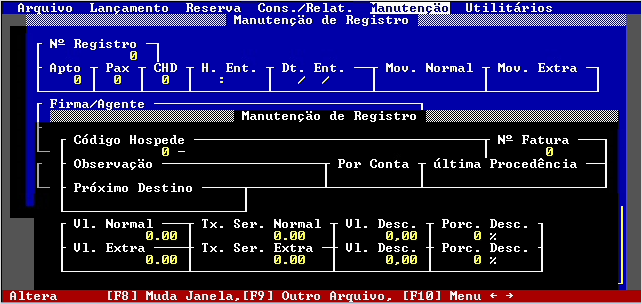 Arquivo Lançamento Reserva Cons./Relat. Manutenção Utilitários
Manutenção de Registro
Nº Registro
0
Apto Pax CHD H. Ent. Dt. Ent. Mov. Normal Mov. Extra
0 0 0 : / /
Firma/Agente
Manutenção de Registro
Código Hospede Nº Fatura
0 – 0
Observação Por Conta última Procedência
Próximo Destino
Vl. Normal Tx. Ser. Normal Vl. Desc. Porc. Desc.
0.00 0.00 0,00 0 %
Vl. Extra Tx. Ser. Extra Vl. Desc. Porc. Desc.
0.00 0.00 0,00 0 %
Altera [F8] Muda Janela,[F9] Outro Arquivo, [F10] Menu ← →